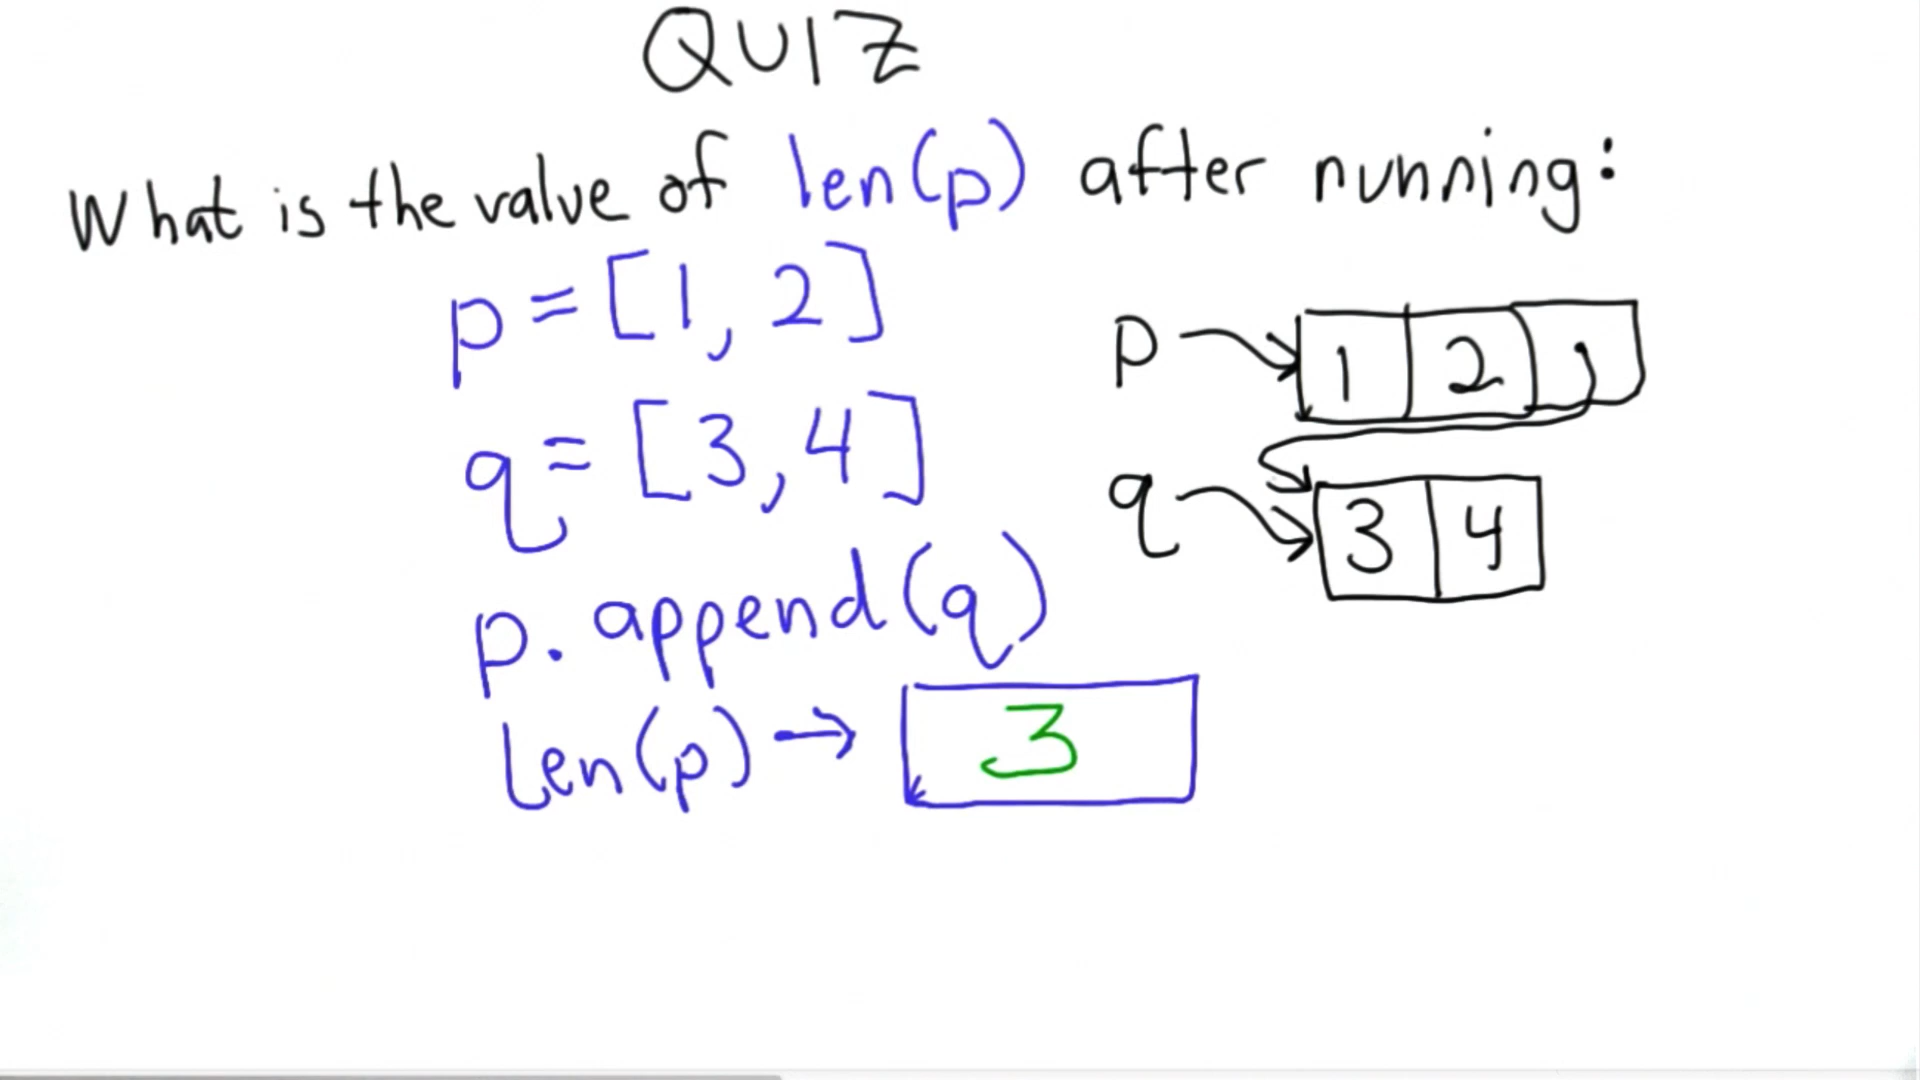 QUIZ
What is the value of len(p) after running:
p = [1, 2]
q = [3, 4]
p.append(q)
len(p) → 3
p → 1 2
q → 3 4